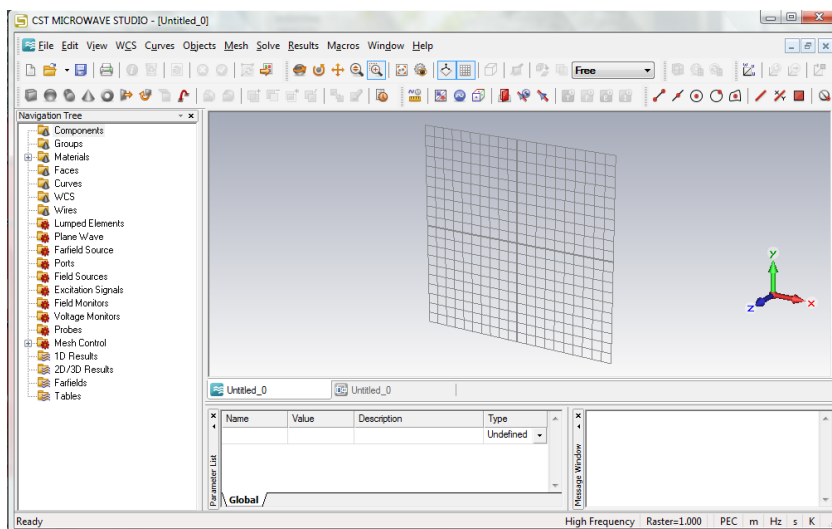 CST MICROWAVE STUDIO - [Untitled_0]
File Edit View WCS Curves Objects Mesh Solve Results Macros Window Help
Free
Navigation Tree
Components
Groups
Materials
Faces
Curves
WCS
Wires
Lumped Elements
Plane Wave
Farfield Source
Ports
Field Sources
Excitation Signals
Field Monitors
Voltage Monitors
Probes
Mesh Control
1D Results
2D/3D Results
Farfields
Tables
y
x
z
Untitled_0 Untitled_0
Parameter List
Name Value Description Type
Undefined
Global
Message Window
Ready High Frequency Raster=1.000 PEC m Hz s K